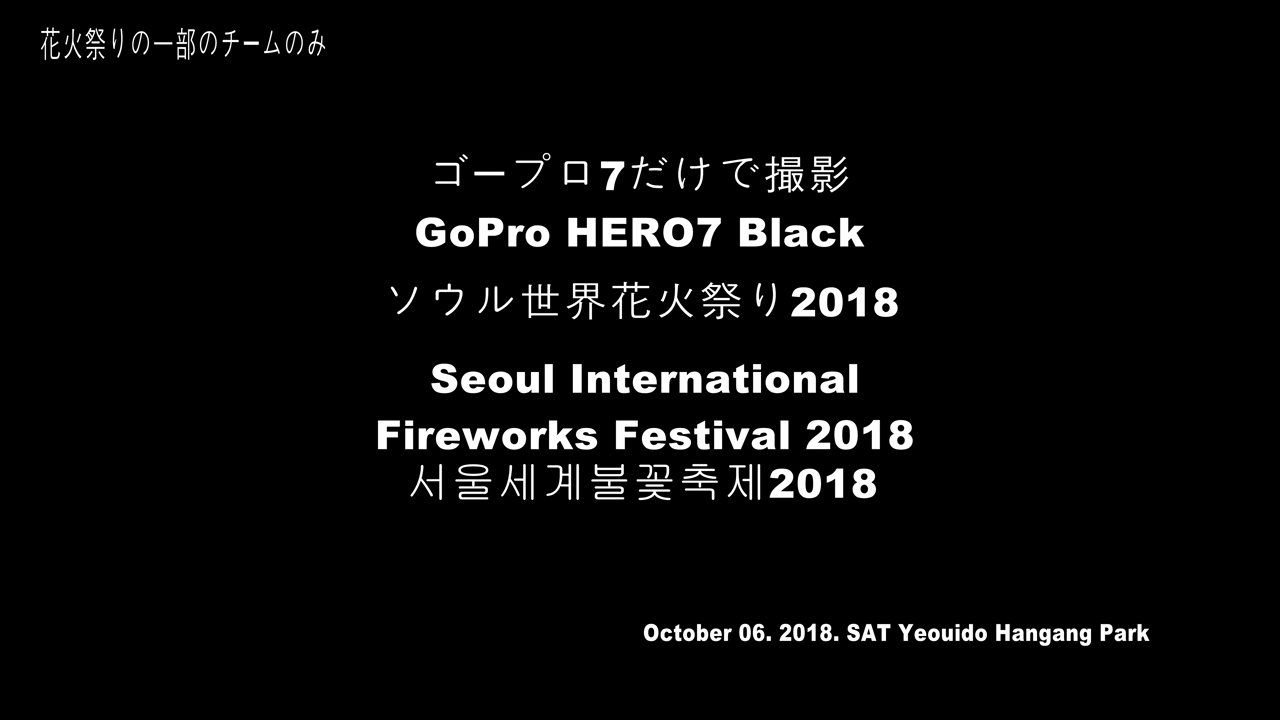 花火祭りの一部のチームのみ
ゴープロ7だけで撮影
GoPro HERO7 Black
ソウル世界花火祭り2018
Seoul International
Fireworks Festival 2018
서울세계불꽃축제2018
October 06. 2018. SAT Yeouido Hangang Park